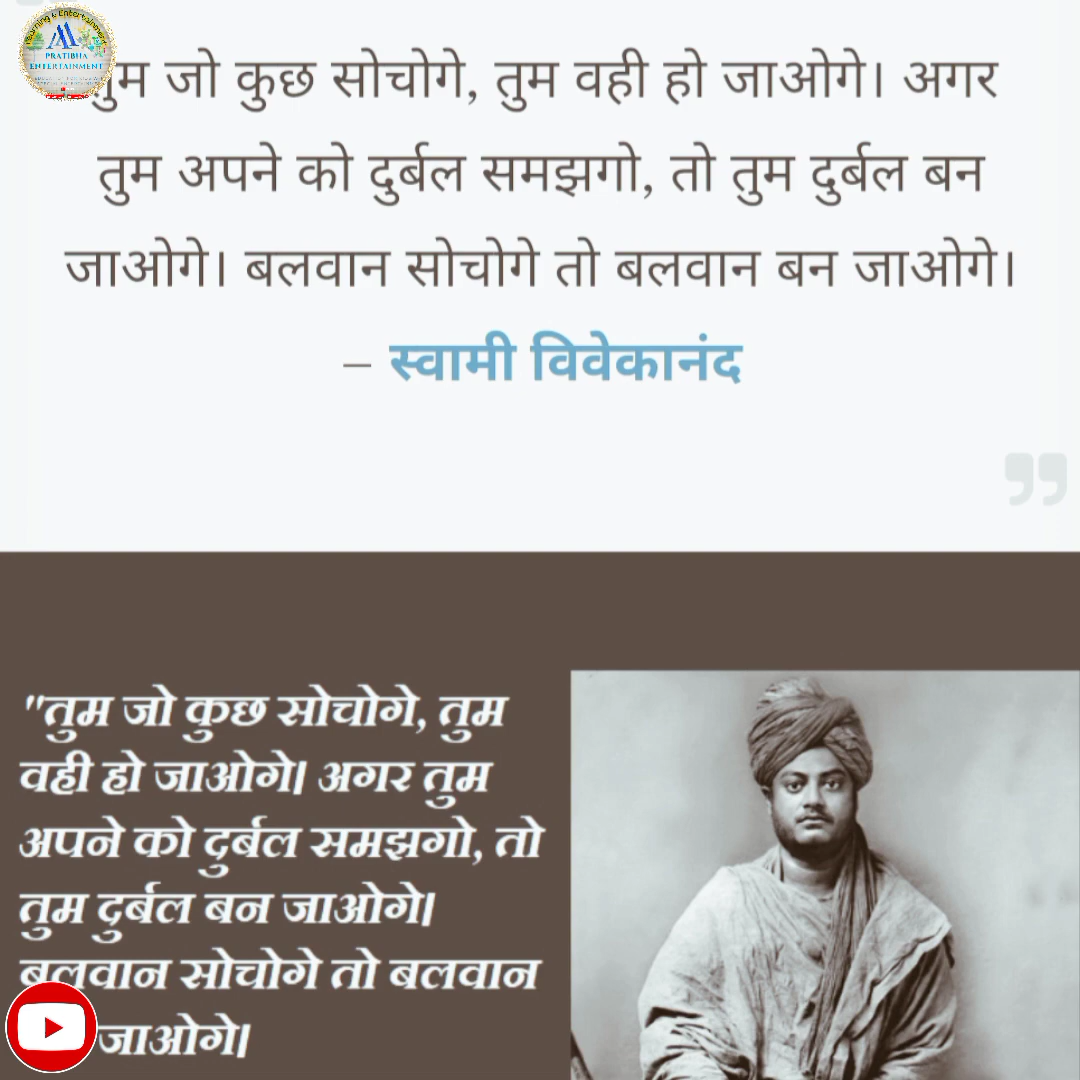 PRATIBHA
ENTERTAINMENT
तुम जो कुछ सोचोगे, तुम वही हो जाओगे। अगर
तुम अपने को दुर्बल समझगो, तो तुम दुर्बल बन
जाओगे। बलवान सोचोगे तो बलवान बन जाओगे।
– स्वामी विवेकानंद
"तुम जो कुछ सोचोगे, तुम
वही हो जाओगे। अगर तुम
अपने को दुर्बल समझगो, तो
तुम दुर्बल बन जाओगे।
बलवान सोचोगे तो बलवान
जाओगे।